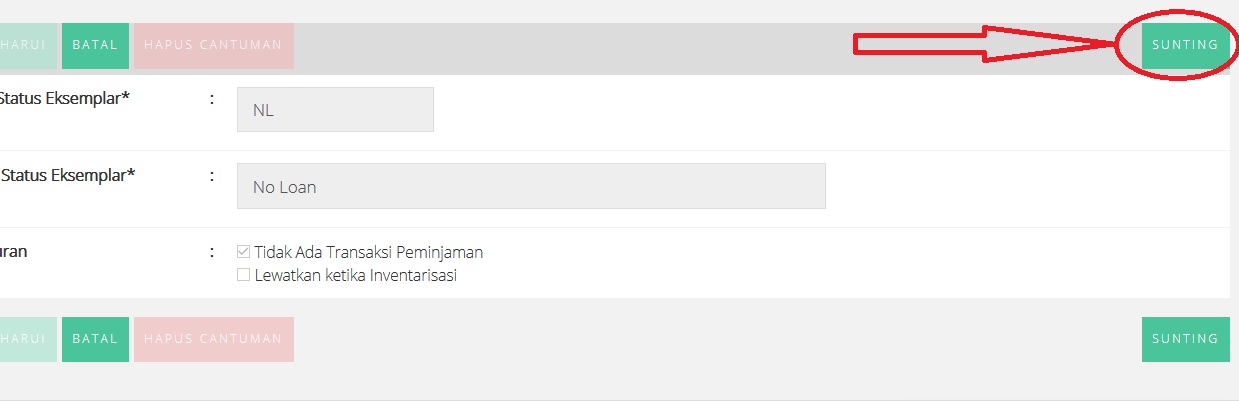 HARUI BATAL HAPUS CANTUMAN SUNTING
Status Eksemplar* : NL
Status Eksemplar* : No Loan
uran : Tidak Ada Transaksi Peminjaman
Lewatkan ketika Inventarisasi
HARUI BATAL HAPUS CANTUMAN SUNTING